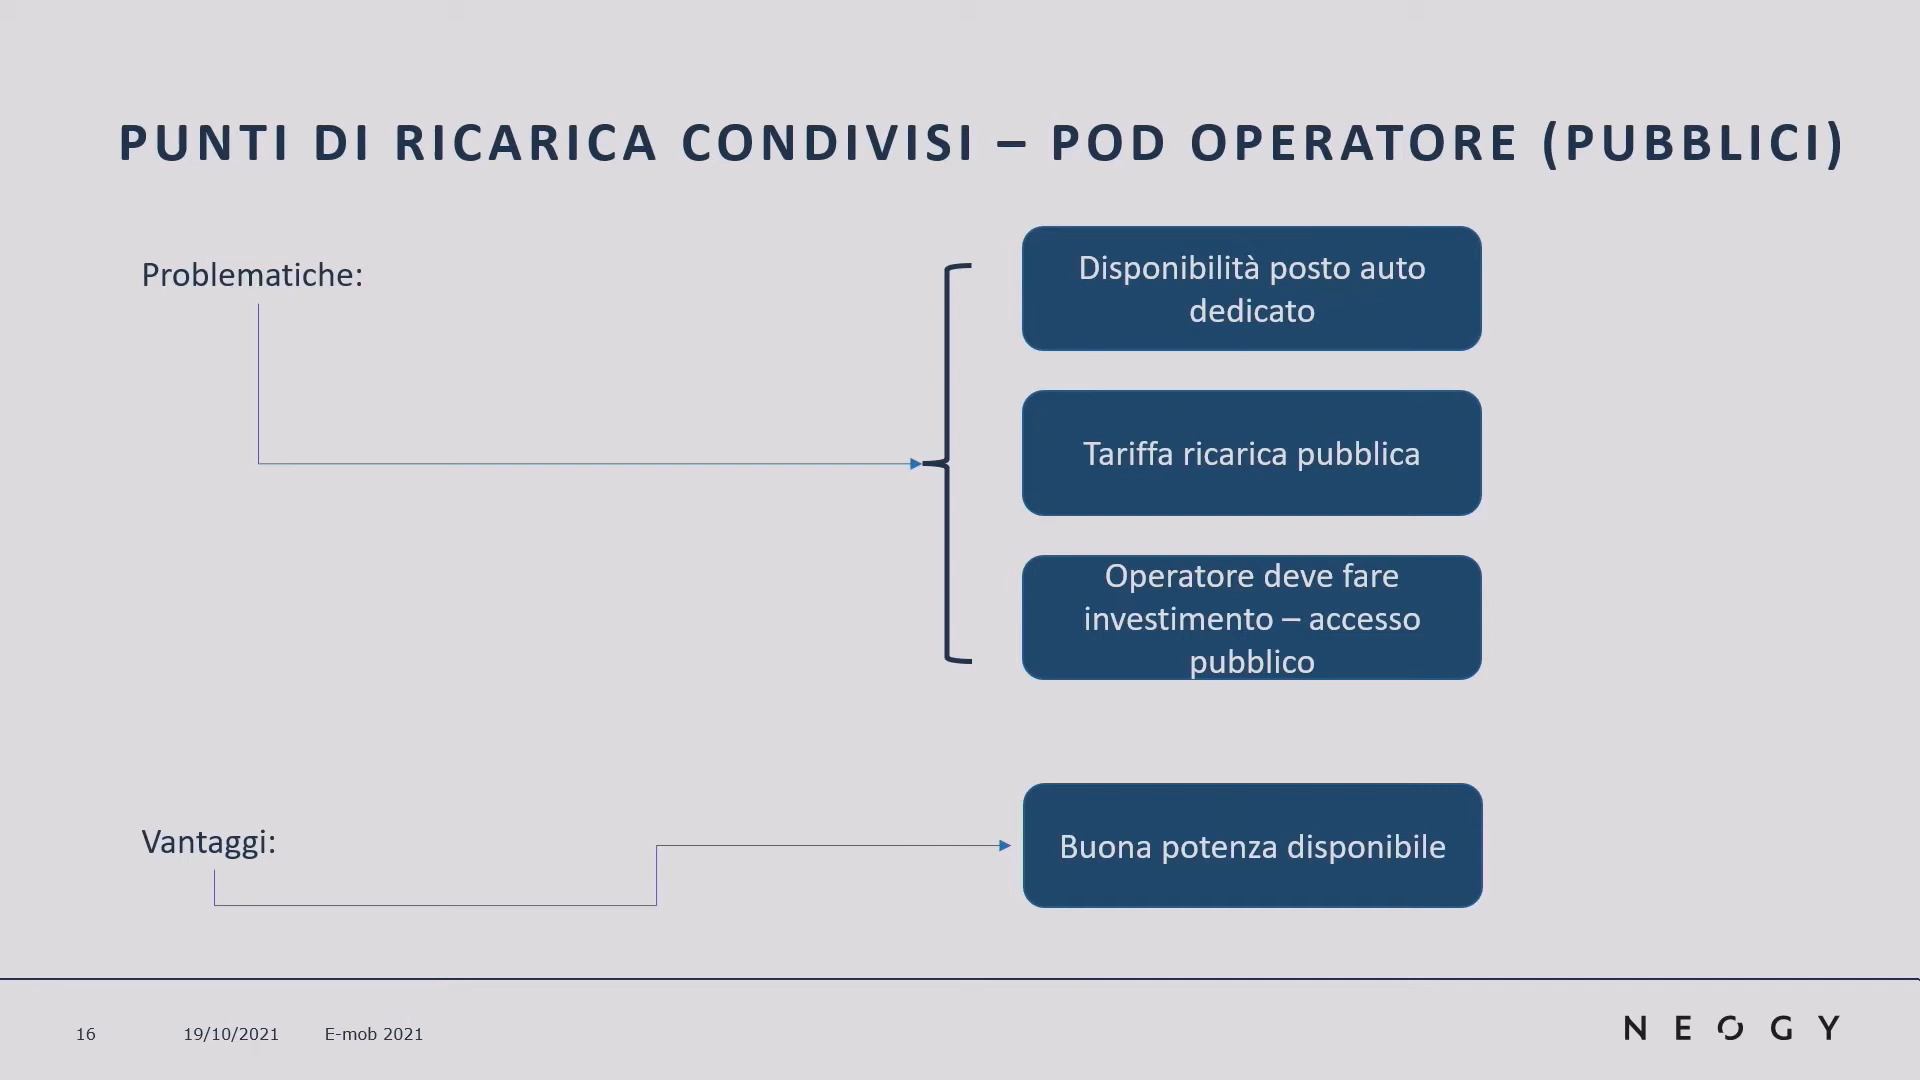 PUNTI DI RICARICA CONDIVISI – POD OPERATORE (PUBBLICI)
Problematiche:
Disponibilità posto auto
dedicato
Tariffa ricarica pubblica
Operatore deve fare
investimento – accesso
pubblico
Vantaggi:
Buona potenza disponibile
16 19/10/2021 E-mob 2021
NEOGY